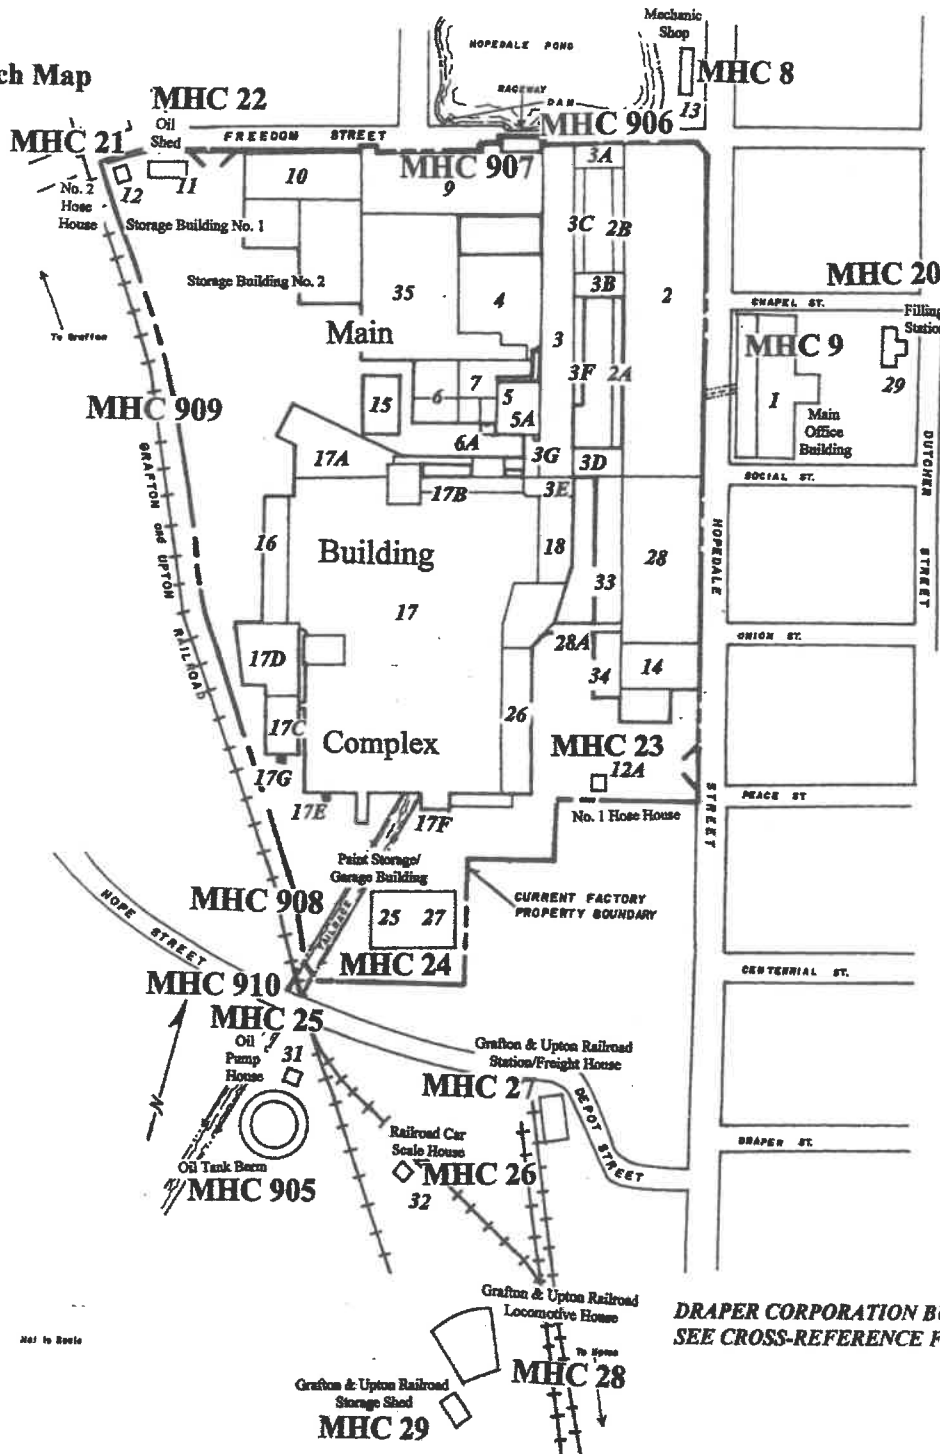 Mechanic
Shop
HOPEDALE POND
ch Map
MHC 8
13
MHC 22
Oil
Shed
RACEWAY
DAM
MHC 906
MHC 21
FREEDOM STREET
MHC 907
No. 2
Hose
House
12
11
10
9
3A
Storage Building No. 1
3C
2B
Storage Building No. 2
3B
MHC 20
To Grafton
35
4
2
CHAPEL ST.
Filling
Station
Main
3
MHC 9
3F
2A
29
7
6
5
5A
15
1
Main
Office
Building
MHC 909
6A
17A
3G
3D
SOCIAL ST.
17B
3E
GRAFTON and UPTON RAILROAD
16
Building
18
28
HOPEDALE STREET
DUTCHER STREET
17
33
28A
UNION ST.
17D
34
14
26
17C
Complex
MHC 23
12A
17G
17E
17F
PEACE ST
No. 1 Hose House
Paint Storage/
Garage Building
MHC 908
TAILRACE
25 27
CURRENT FACTORY
PROPERTY BOUNDARY
HOPE STREET
MHC 24
CENTENNIAL ST.
MHC 910
MHC 25
Oil
Pump
House
31
Grafton & Upton Railroad
Station/Freight House
MHC 27
N
DEPOT STREET
Railroad Car
Scale House
DRAPER ST.
Oil Tank Berm
MHC 26
MHC 905
32
Grafton & Upton Railroad
Locomotive House
DRAPER CORPORATION BU
SEE CROSS-REFERENCE F
Not to Scale
To Hopedale
MHC 28
Grafton & Upton Railroad
Storage Shed
MHC 29